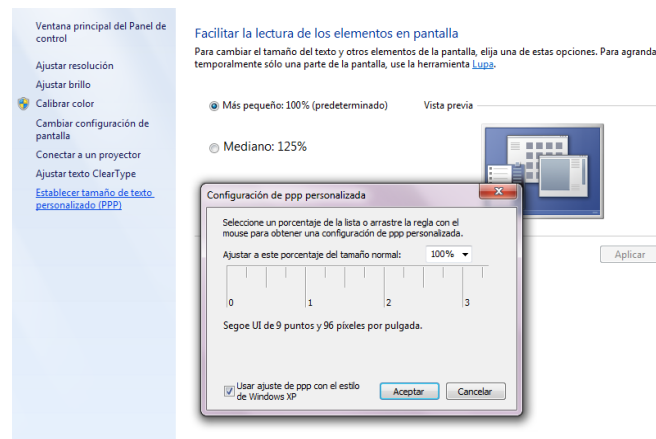 Ventana principal del Panel de
control
Ajustar resolución
Ajustar brillo
Calibrar color
Cambiar configuración de
pantalla
Conectar a un proyector
Ajustar texto ClearType
Establecer tamaño de texto
personalizado (PPP)
Facilitar la lectura de los elementos en pantalla
Para cambiar el tamaño del texto y otros elementos de la pantalla, elija una de estas opciones. Para agranda
temporalmente sólo una parte de la pantalla, use la herramienta Lupa.
Más pequeño: 100% (predeterminado)
Vista previa
Mediano: 125%
Configuración de ppp personalizada
Seleccione un porcentaje de la lista o arrastre la regla con el
mouse para obtener una configuración de ppp personalizada.
Ajustar a este porcentaje del tamaño normal: 100%
0 1 2 3
Segoe UI de 9 puntos y 96 píxeles por pulgada.
Usar ajuste de ppp con el estilo
de Windows XP
Aceptar
Cancelar
Aplicar